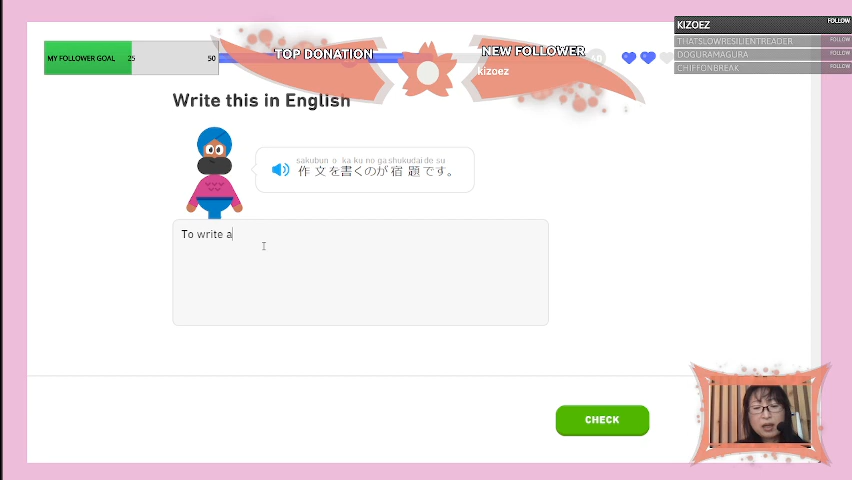 KIZOEZ FOLLOW
THATSLOWRESILIENTREADER FOLLOW
DOGURAMAGURA FOLLOW
CHIFFONBREAK FOLLOW
MY FOLLOWER GOAL 25 50
TOP DONATION
NEW FOLLOWER
kizoez
Write this in English
sakubun o ka ku no ga shukudai de su
作文を書くのが宿題です。
To write a
CHECK